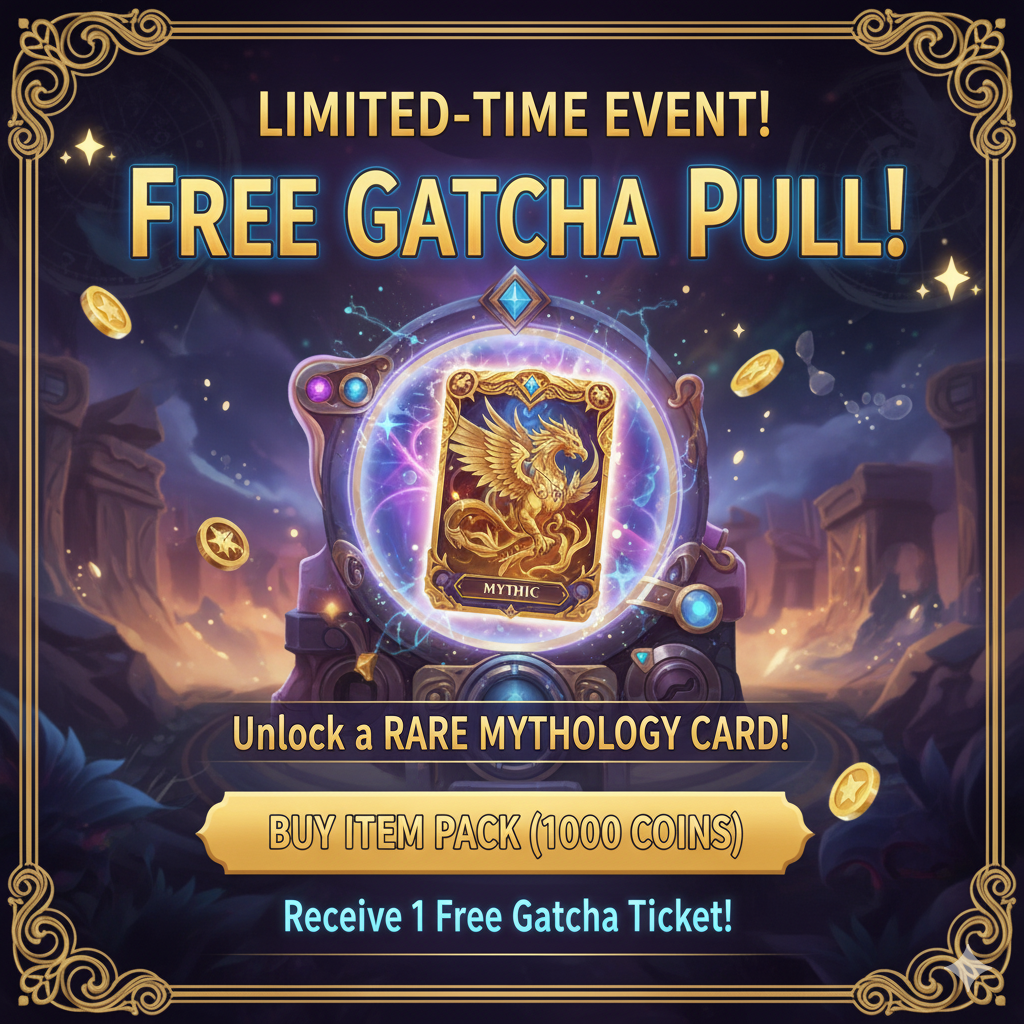 LIMITED-TIME EVENT!
FREE GATCHA PULL!
MYTHIC
Unlock a RARE MYTHOLOGY CARD!
BUY ITEM PACK (1000 COINS)
Receive 1 Free Gatcha Ticket!